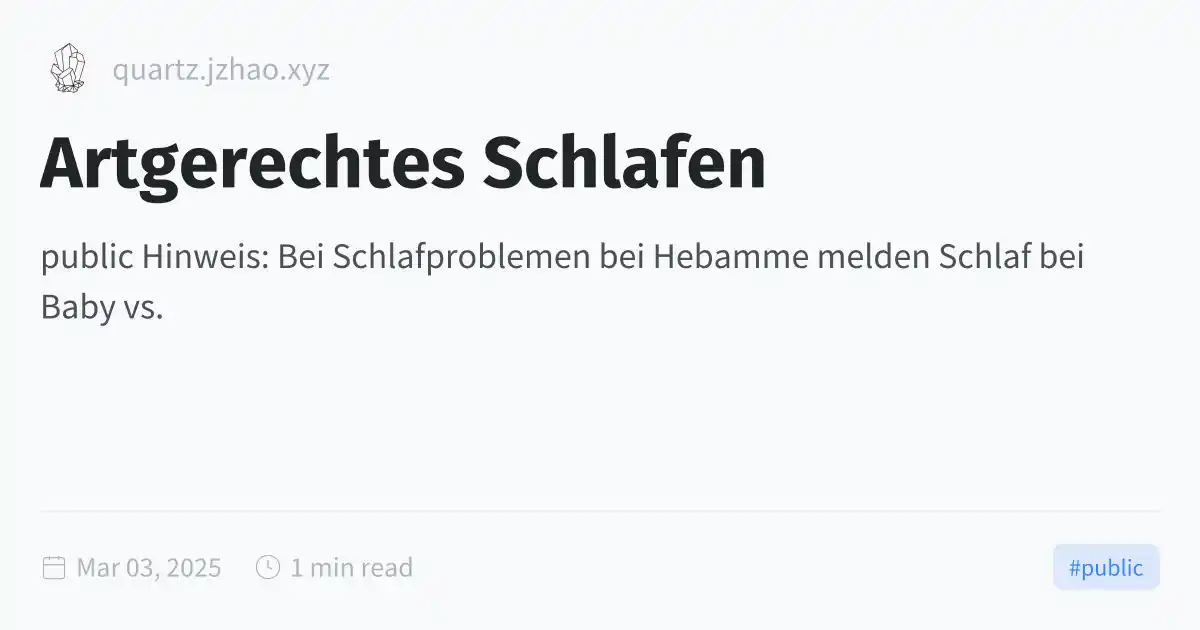 quartz.jzhao.xyz
Artgerechtes Schlafen
public Hinweis: Bei Schlafproblemen bei Hebamme melden Schlaf bei
Baby vs.
Mar 03, 2025 1 min read #public